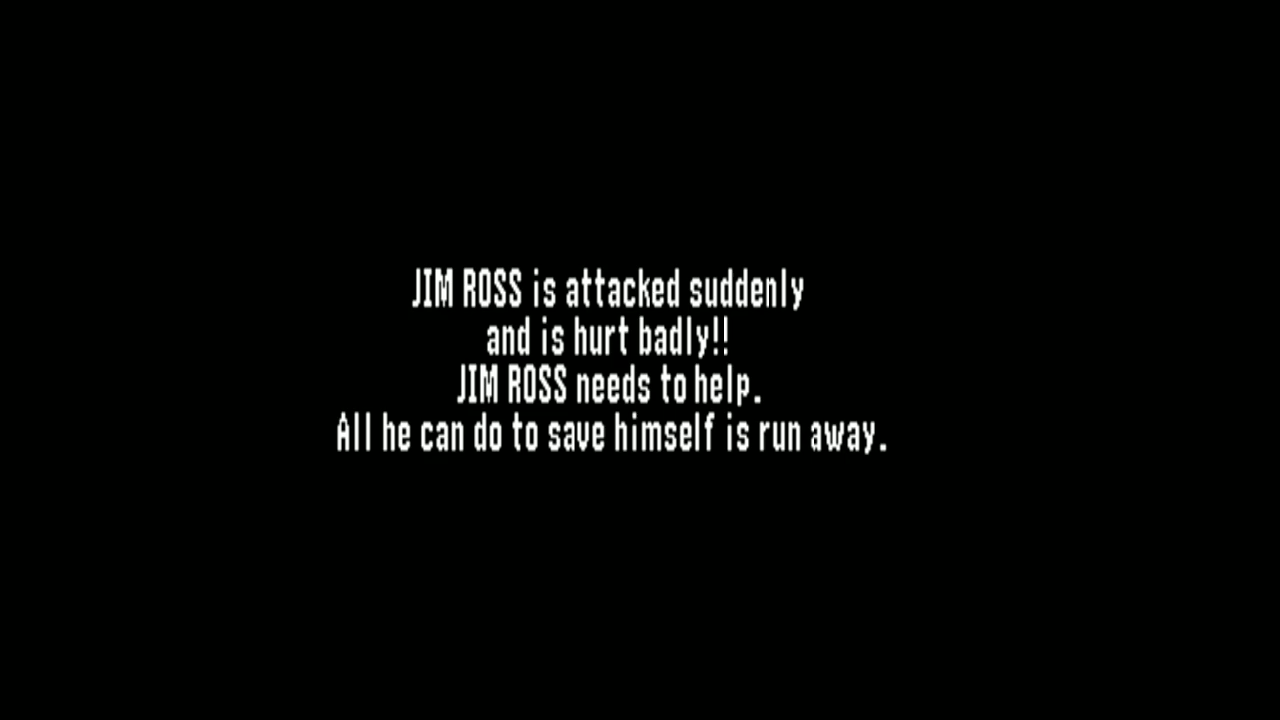 JIM ROSS is attacked suddenly
and is hurt badly!!
JIM ROSS needs to help.
All he can do to save himself is run away.